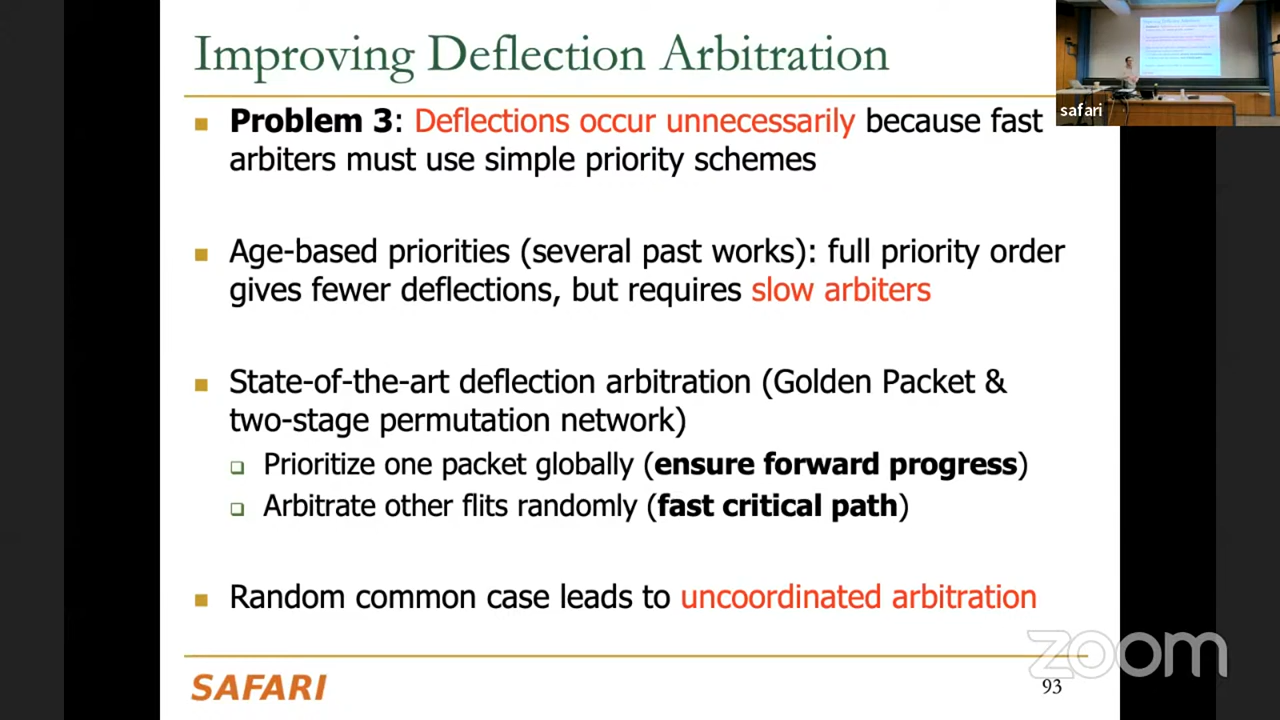 Improving Deflection Arbitration
safari
▪ Problem 3: Deflections occur unnecessarily because fast
arbiters must use simple priority schemes
▪ Age-based priorities (several past works): full priority order
gives fewer deflections, but requires slow arbiters
▪ State-of-the-art deflection arbitration (Golden Packet &
two-stage permutation network)
❑ Prioritize one packet globally (ensure forward progress)
❑ Arbitrate other flits randomly (fast critical path)
▪ Random common case leads to uncoordinated arbitration
zoom
SAFARI
93